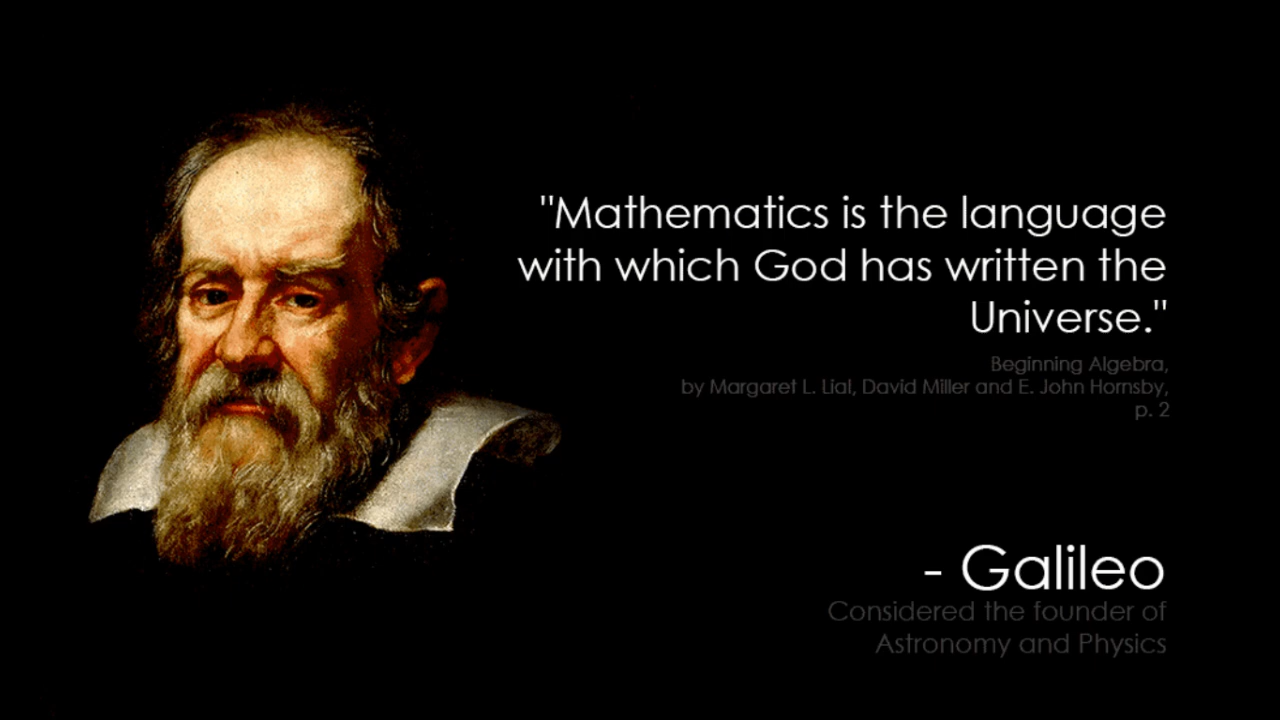 "Mathematics is the language
with which God has written the
Universe."
Beginning Algebra,
by Margaret L. Lial, David Miller and E. John Hornsby,
p. 2
- Galileo
Considered the founder of
Astronomy and Physics